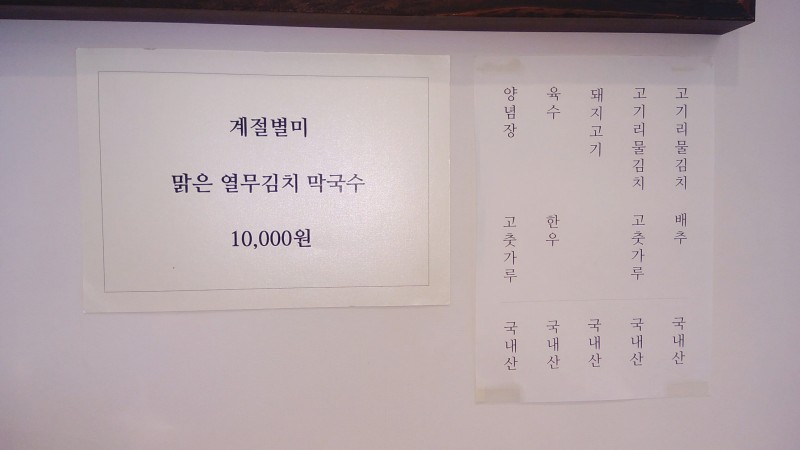 계절별미
맑은 열무김치 막국수
10,000원
고기리물김치 배추 국내산
고기리물김치 고춧가루 국내산
돼지고기 국내산
육수 한우 국내산
양념장 고춧가루 국내산